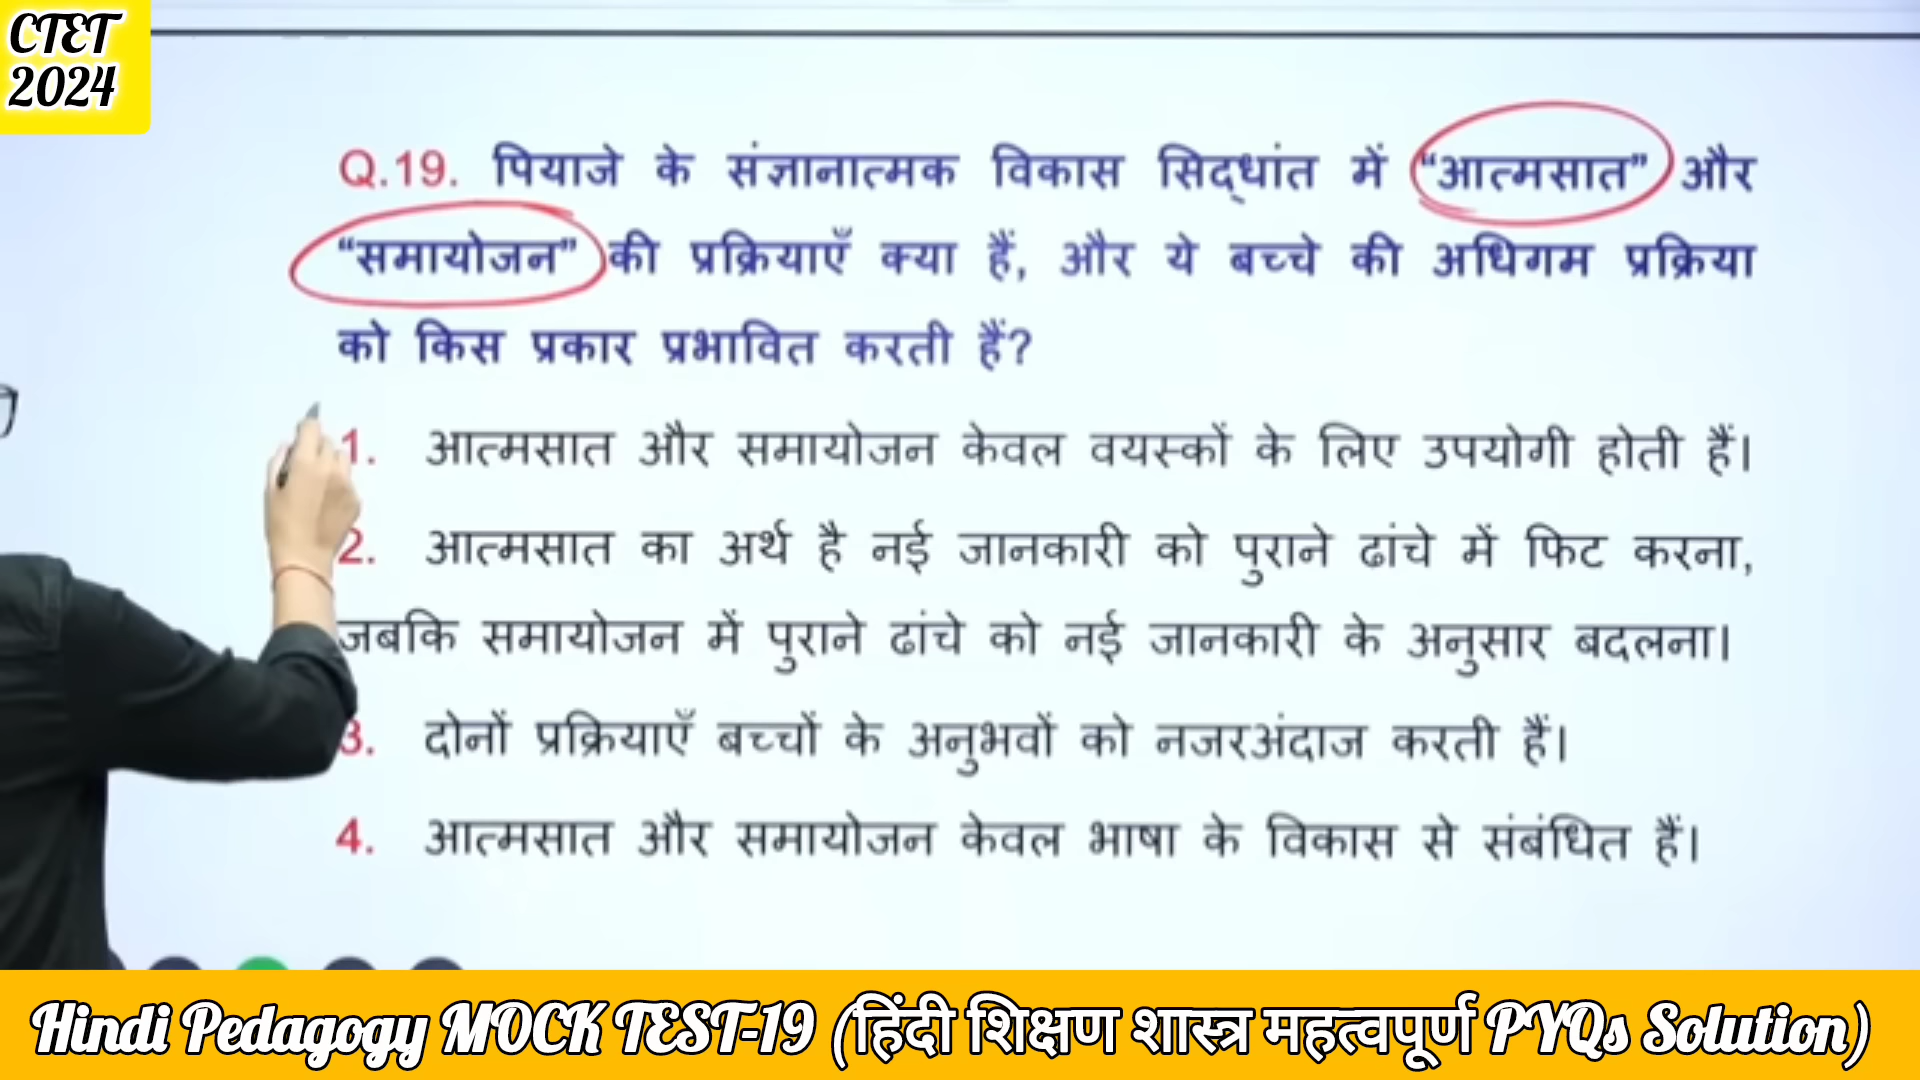 CTET
2024
Q.19. पियाजे के संज्ञानात्मक विकास सिद्धांत में “आत्मसात” और
“समायोजन” की प्रक्रियाएँ क्या हैं, और ये बच्चे की अधिगम प्रक्रिया
को किस प्रकार प्रभावित करती हैं?
1. आत्मसात और समायोजन केवल वयस्कों के लिए उपयोगी होती हैं।
2. आत्मसात का अर्थ है नई जानकारी को पुराने ढांचे में फिट करना,
जबकि समायोजन में पुराने ढांचे को नई जानकारी के अनुसार बदलना।
3. दोनों प्रक्रियाएँ बच्चों के अनुभवों को नजरअंदाज करती हैं।
4. आत्मसात और समायोजन केवल भाषा के विकास से संबंधित हैं।
Hindi Pedagogy MOCK TEST-19 (हिंदी शिक्षण शास्त्र महत्वपूर्ण PYQs Solution)